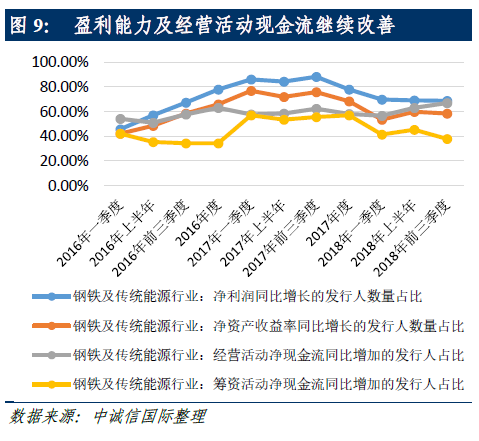 图 9: 盈利能力及经营活动现金流继续改善
100.00%
80.00%
60.00%
40.00%
20.00%
0.00%
2016年一季度
2016年上半年
2016年前三季度
2016年度
2017年一季度
2017年上半年
2017年前三季度
2017年度
2018年一季度
2018年上半年
2018年前三季度
钢铁及传统能源行业：净利润同比增长的发行人数量占比
钢铁及传统能源行业：净资产收益率同比增长的发行人数量占比
钢铁及传统能源行业：经营活动净现金流同比增加的发行人占比
钢铁及传统能源行业：筹资活动净现金流同比增加的发行人占比
数据来源：中诚信国际整理